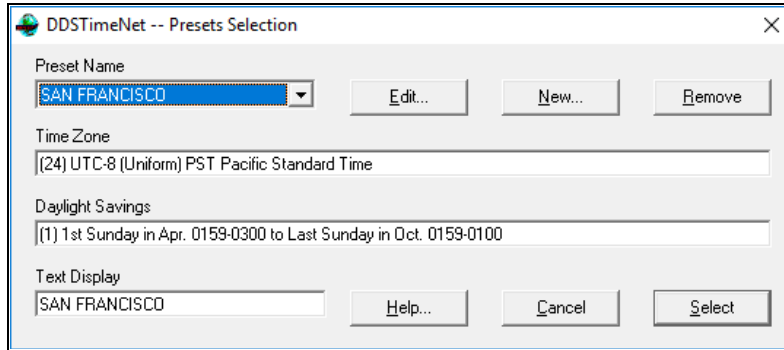 DDSTimeNet -- Presets Selection
Preset Name
SAN FRANCISCO
Edit...
New...
Remove
Time Zone
(24) UTC-8 (Uniform) PST Pacific Standard Time
Daylight Savings
(1) 1st Sunday in Apr. 0159-0300 to Last Sunday in Oct. 0159-0100
Text Display
SAN FRANCISCO
Help...
Cancel
Select